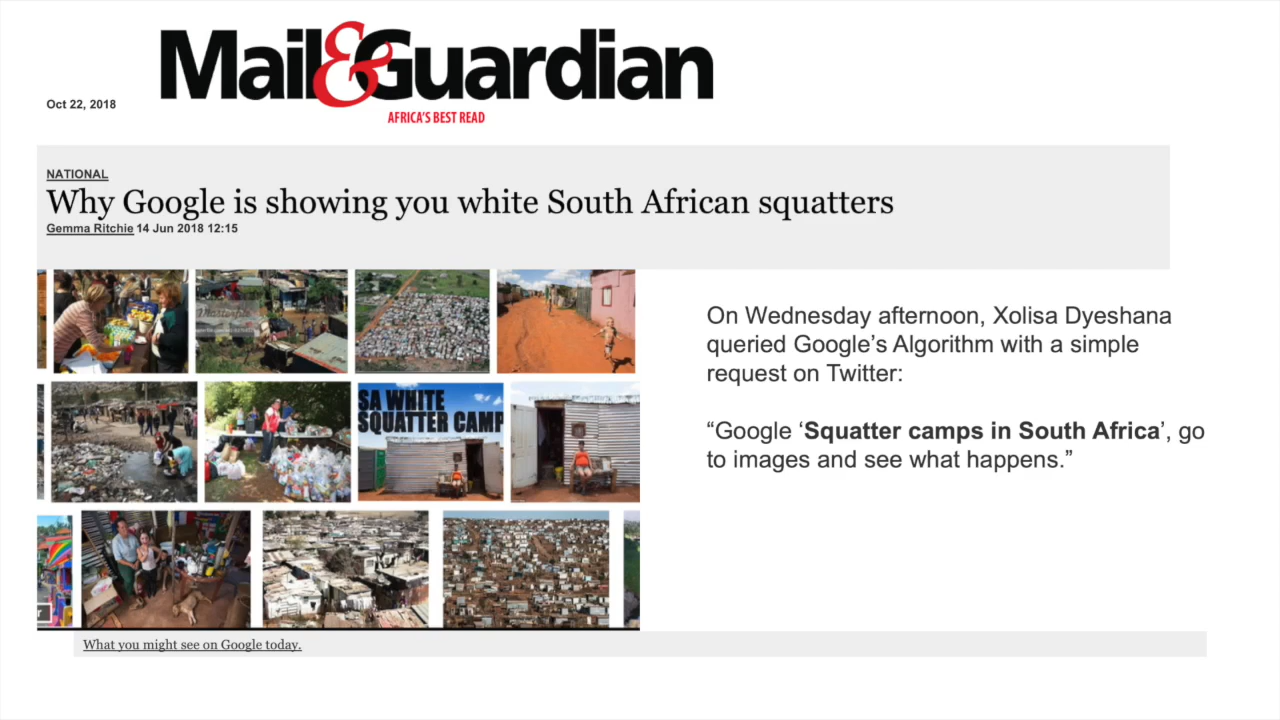 Mail&Guardian
Oct 22, 2018
AFRICA'S BEST READ
NATIONAL
Why Google is showing you white South African squatters
Gemma Ritchie 14 Jun 2018 12:15
SA WHITE
SQUATTER CAMP
On Wednesday afternoon, Xolisa Dyeshana
queried Google’s Algorithm with a simple
request on Twitter:
“Google ‘Squatter camps in South Africa’, go
to images and see what happens.”
What you might see on Google today.